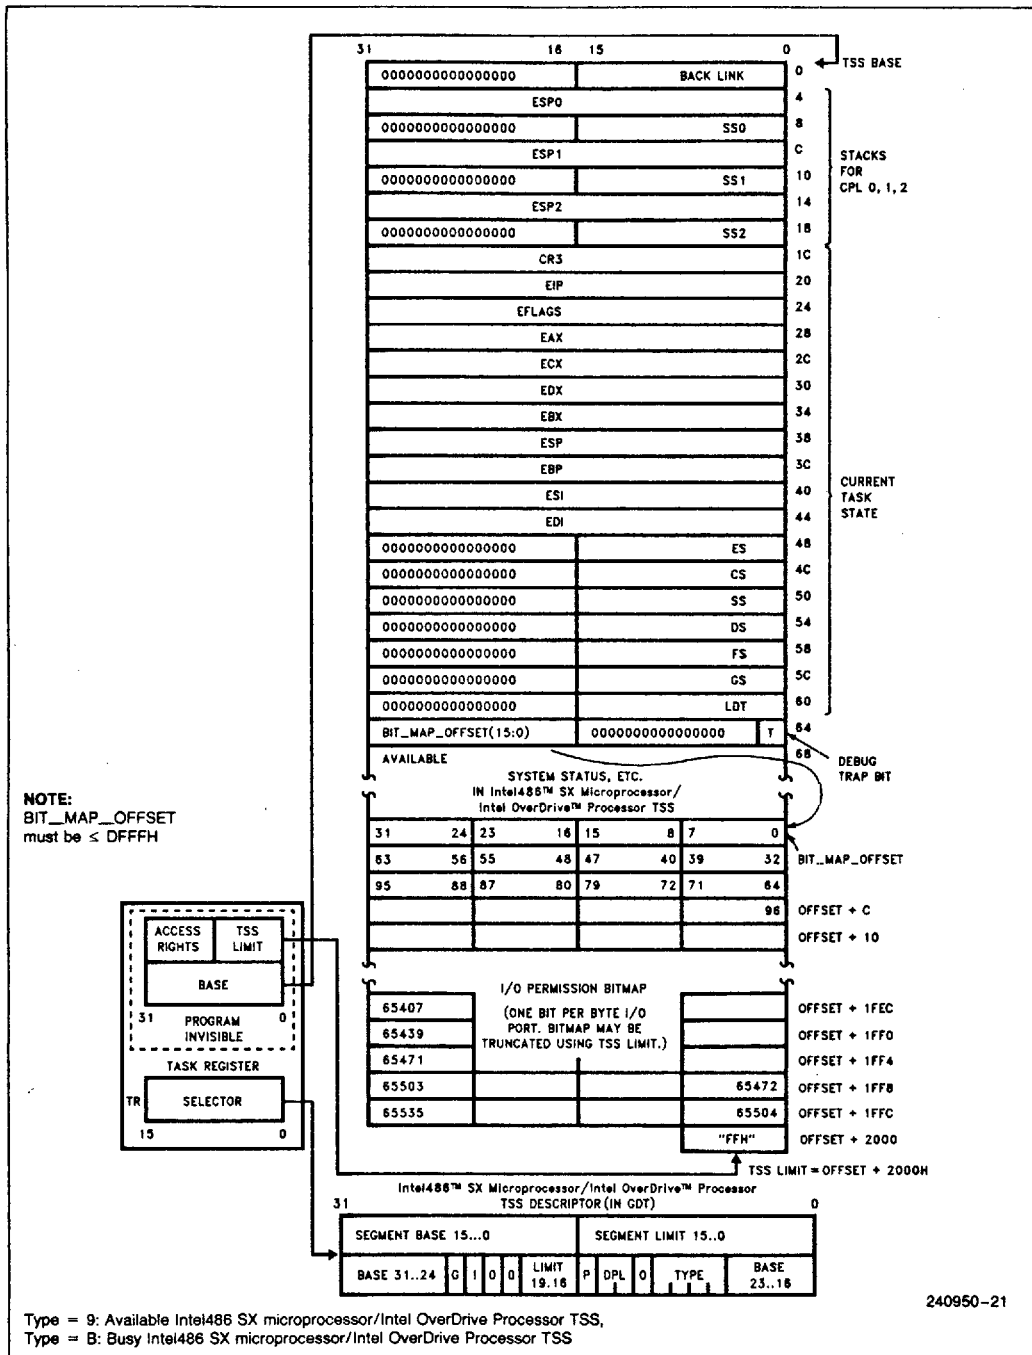 31 16 15 0
0000000000000000 BACK LINK 0 TSS BASE
ESP0 4
0000000000000000 SS0 8
ESP1 C
0000000000000000 SS1 10
ESP2 14
0000000000000000 SS2 18
STACKS
FOR
CPL 0, 1, 2
CR3 1C
EIP 20
EFLAGS 24
EAX 28
ECX 2C
EDX 30
EBX 34
ESP 38
EBP 3C
ESI 40
EDI 44
0000000000000000 ES 48
0000000000000000 CS 4C
0000000000000000 SS 50
0000000000000000 DS 54
0000000000000000 FS 58
0000000000000000 GS 5C
0000000000000000 LDT 60
CURRENT
TASK
STATE
BIT_MAP_OFFSET(15:0) 0000000000000000 T 64
AVAILABLE 68
DEBUG
TRAP BIT
SYSTEM STATUS, ETC.
IN Intel486™ SX Microprocessor/
Intel OverDrive™ Processor TSS
NOTE:
BIT__MAP__OFFSET
must be ≤ DFFFH
31 24 23 16 15 8 7 0
63 56 55 48 47 40 39 32 BIT_MAP_OFFSET
95 88 87 80 79 72 71 64
96 OFFSET + C
OFFSET + 10
I/O PERMISSION BITMAP
(ONE BIT PER BYTE I/O
PORT. BITMAP MAY BE
TRUNCATED USING TSS LIMIT.)
65407 OFFSET + 1FEC
65439 OFFSET + 1FF0
65471 OFFSET + 1FF4
65503 65472 OFFSET + 1FF8
65535 65504 OFFSET + 1FFC
"FFH" OFFSET + 2000
TSS LIMIT = OFFSET + 2000H
ACCESS
RIGHTS
TSS
LIMIT
BASE
31 0
PROGRAM
INVISIBLE
TASK REGISTER
TR SELECTOR
15 0
Intel486™ SX Microprocessor/Intel OverDrive™ Processor
31 TSS DESCRIPTOR (IN GDT) 0
SEGMENT BASE 15...0 SEGMENT LIMIT 15..0
BASE 31..24 G 1 0 0 LIMIT 19.16 P DPL 0 TYPE BASE 23..16
240950-21
Type = 9: Available Intel486 SX microprocessor/Intel OverDrive Processor TSS,
Type = B: Busy Intel486 SX microprocessor/Intel OverDrive Processor TSS